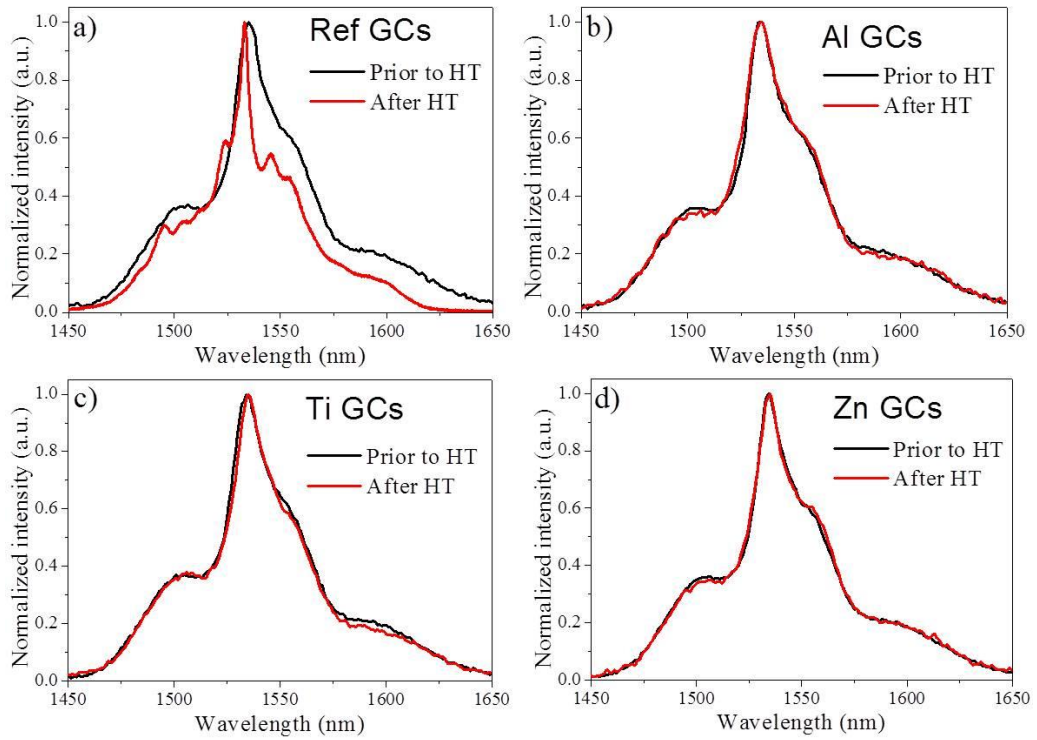 a)
Ref GCs
Prior to HT
After HT
Normalized intensity (a.u.)
1.0
0.8
0.6
0.4
0.2
0.0
1450 1500 1550 1600 1650
Wavelength (nm)
b)
Al GCs
Prior to HT
After HT
Normalized intensity (a.u.)
1.0
0.8
0.6
0.4
0.2
0.0
1450 1500 1550 1600 1650
Wavelength (nm)
c)
Ti GCs
Prior to HT
After HT
Normalized intensity (a.u.)
1.0
0.8
0.6
0.4
0.2
0.0
1450 1500 1550 1600 1650
Wavelength (nm)
d)
Zn GCs
Prior to HT
After HT
Normalized intensity (a.u.)
1.0
0.8
0.6
0.4
0.2
0.0
1450 1500 1550 1600 1650
Wavelength (nm)